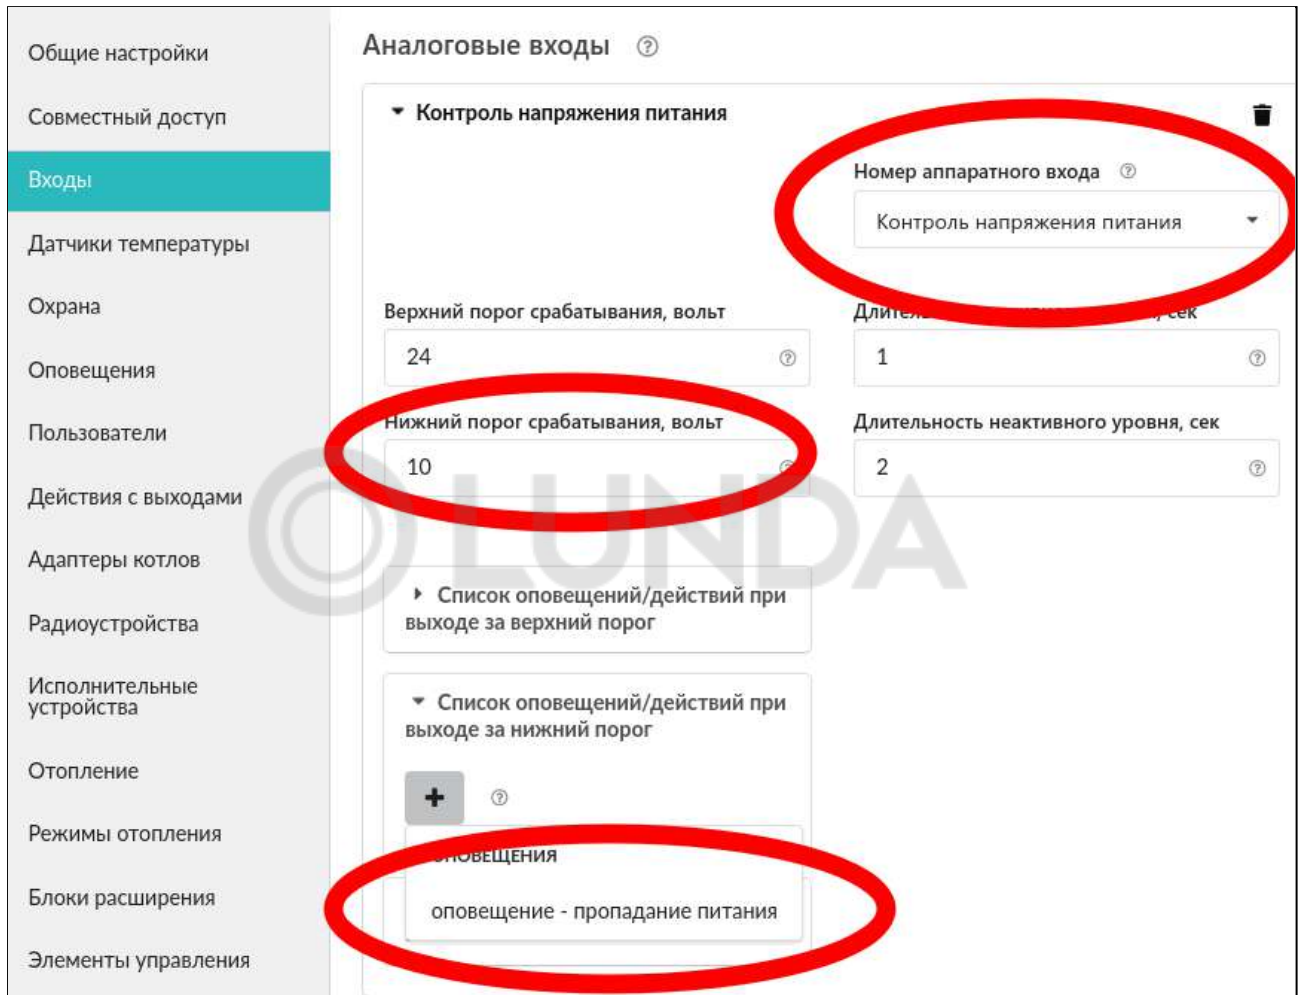 Общие настройки
Совместный доступ
Входы
Датчики температуры
Охрана
Оповещения
Пользователи
Действия с выходами
Адаптеры котлов
Радиоустройства
Исполнительные
устройства
Отопление
Режимы отопления
Блоки расширения
Элементы управления
Аналоговые входы
Контроль напряжения питания
Номер аппаратного входа
Контроль напряжения питания
Верхний порог срабатывания, вольт
24
сек
1
Нижний порог срабатывания, вольт
10
Длительность неактивного уровня, сек
2
Список оповещений/действий при
выходе за верхний порог
Список оповещений/действий при
выходе за нижний порог
+
ОПОВЕЩЕНИЯ
оповещение - пропадание питания
LUNDA